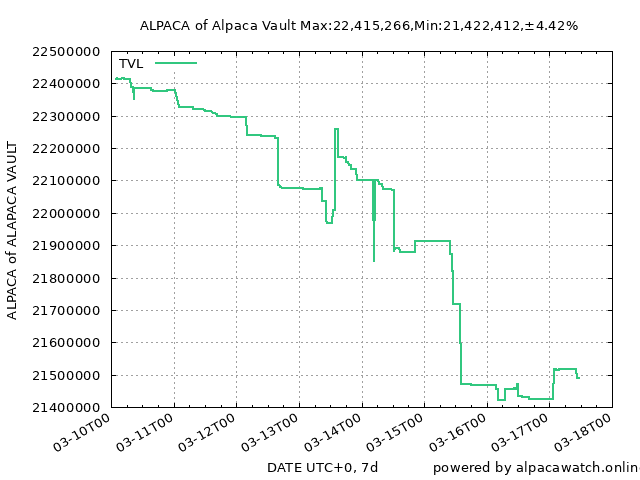 ALPACA of Alpaca Vault Max:22,415,266,Min:21,422,412,±4.42%
22500000
TVL
22400000
22300000
22200000
22100000
22000000
21900000
21800000
21700000
21600000
21500000
21400000
ALPACA of ALAPACA VAULT
03-10T00
03-11T00
03-12T00
03-13T00
03-14T00
03-15T00
03-16T00
03-17T00
03-18T00
DATE UTC+0, 7d
powered by alpacawatch.onlin